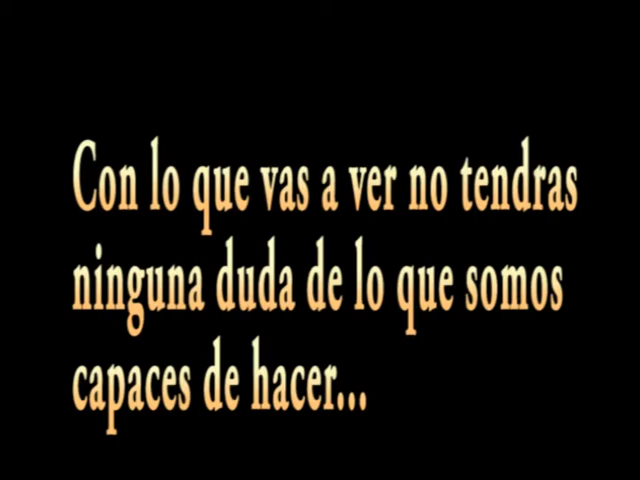 Con lo que vas a ver no tendras
ninguna duda de lo que somos
capaces de hacer...